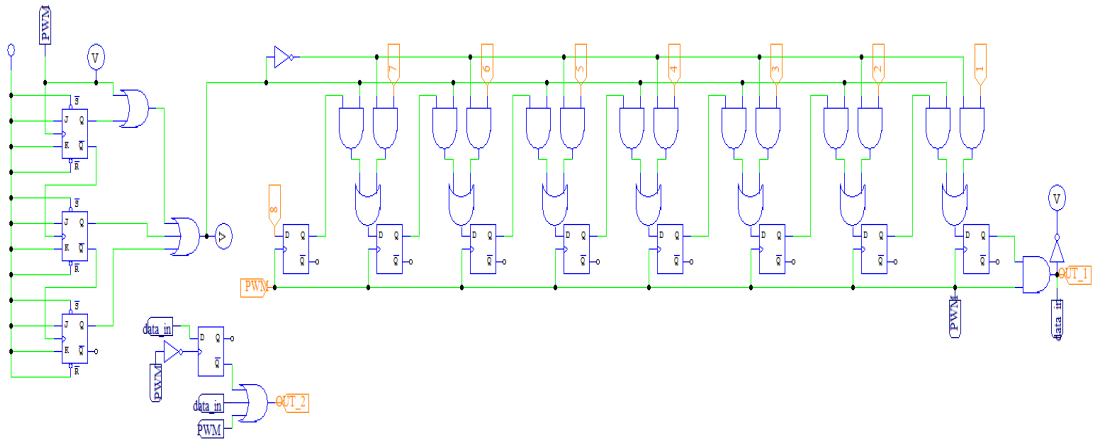 PWM
V
7
6
5
4
3
2
1
S
J Q
K Q
R
V
8
D Q
Q
D Q
Q
D Q
Q
D Q
Q
D Q
Q
D Q
Q
D Q
Q
D Q
Q
V
S
J Q
K Q
R
V
PWM
OUT_1
PWM
data_in
S
J Q
K Q
R
data_in
D Q
Q
PWM
data_in
OUT_2
PWM